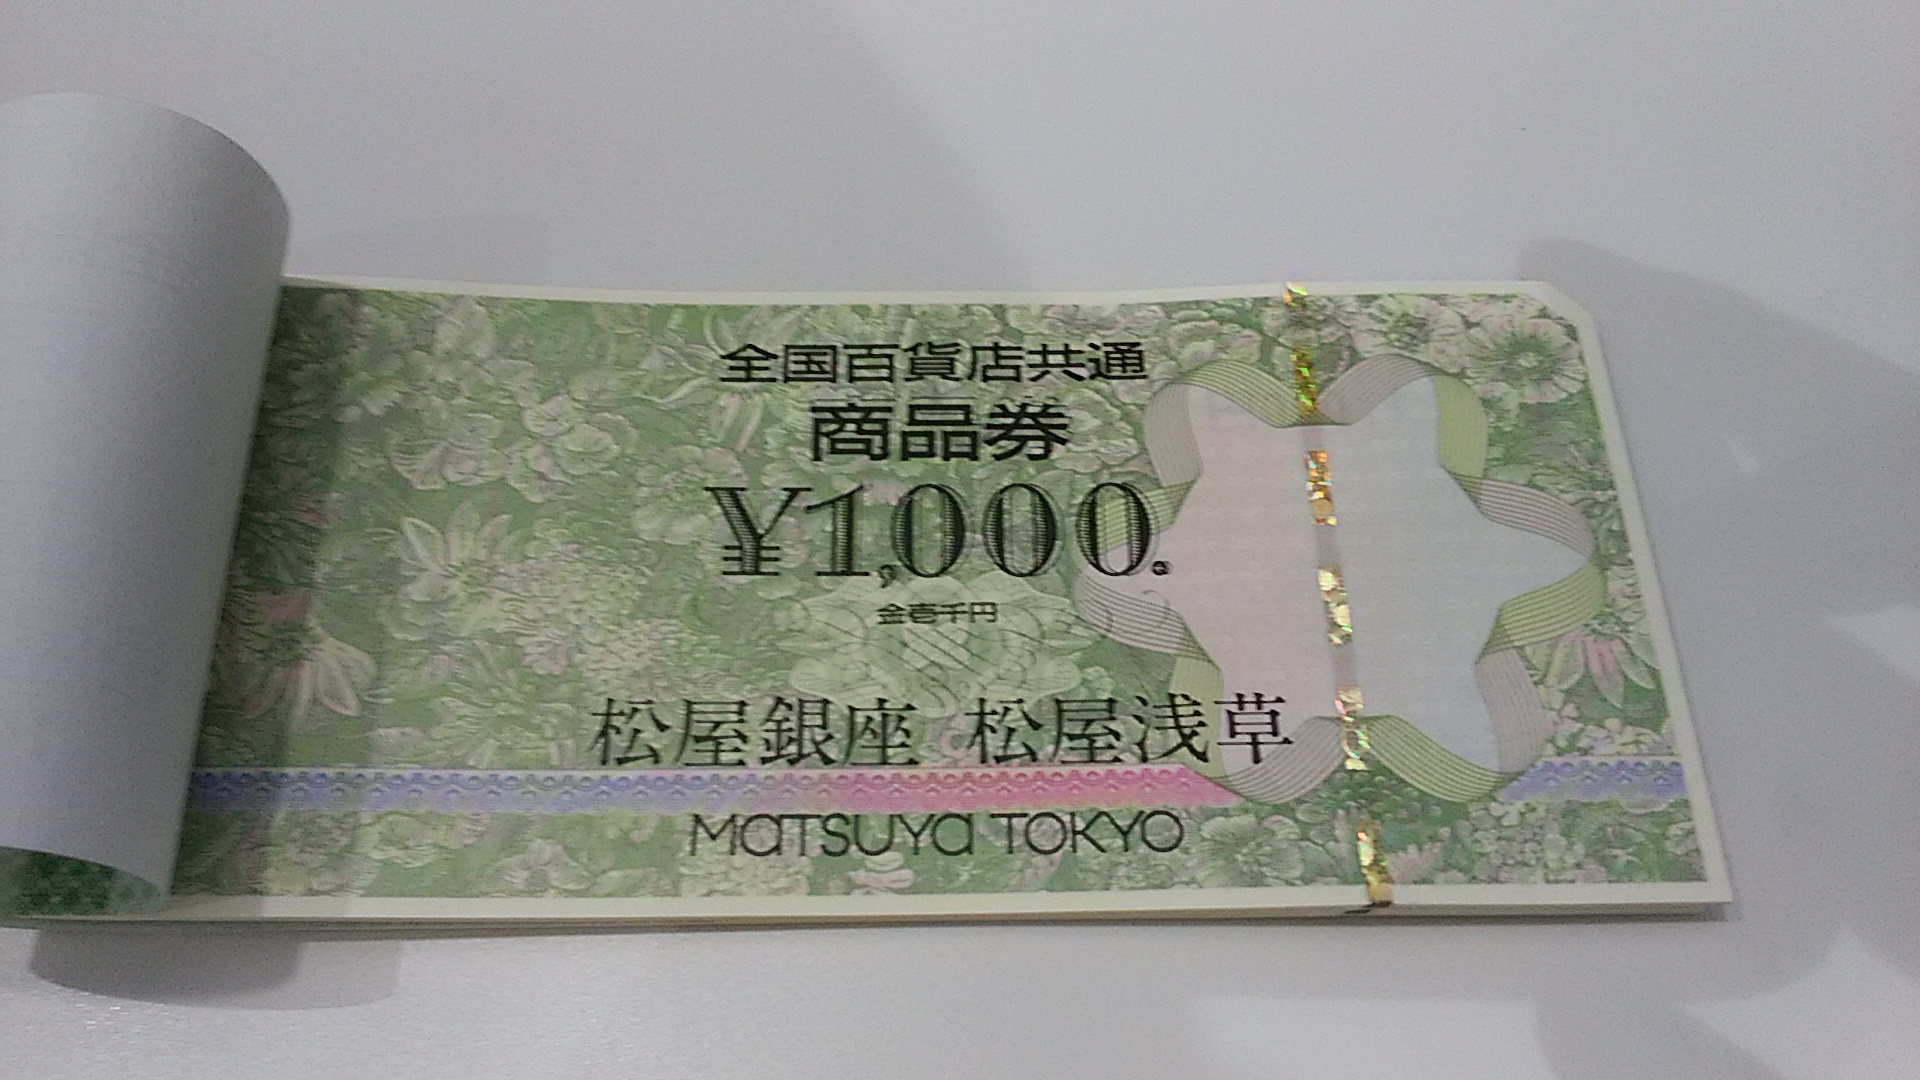 全国百貨店共通
商品券
¥1,000.
金壱千円
松屋銀座 松屋浅草
MATSUYA TOKYO